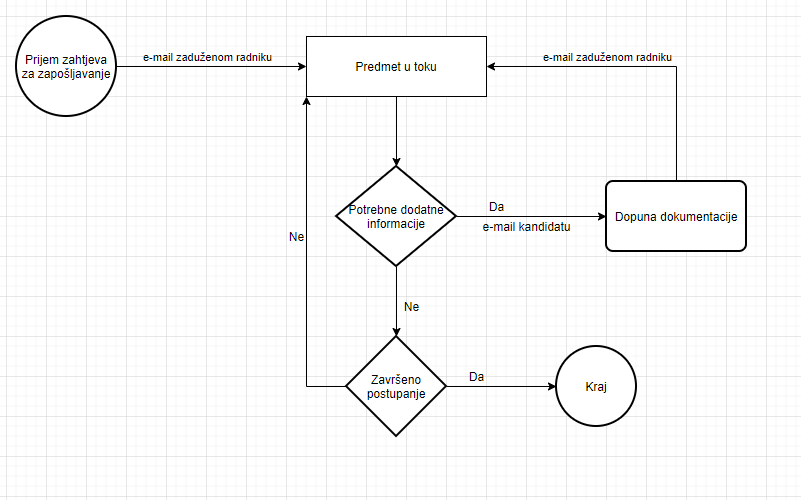 Prijem zahtjeva
za zapošljavanje
e-mail zaduženom radniku
Predmet u toku
e-mail zaduženom radniku
Potrebne dodatne
informacije
Da
e-mail kandidatu
Dopuna dokumentacije
Ne
Ne
Završeno
postupanje
Da
Kraj